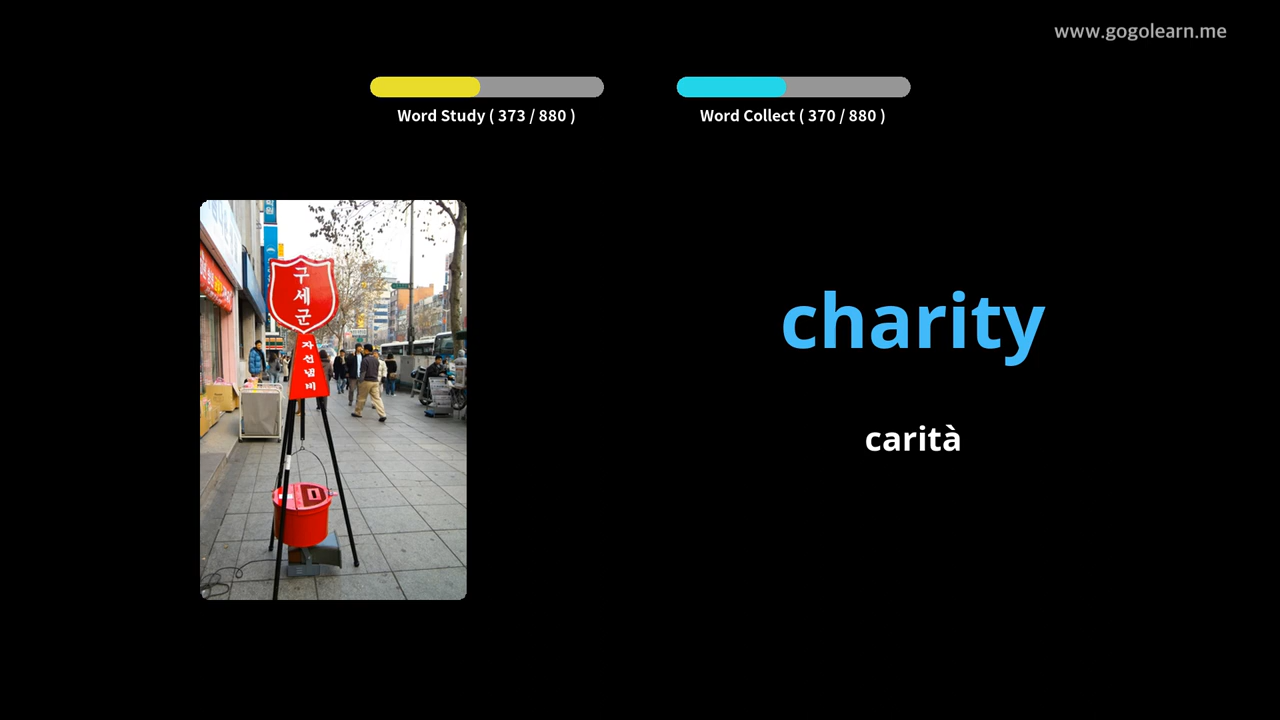 www.gogolearn.me
Word Study ( 373 / 880 )
Word Collect ( 370 / 880 )
구세군
자선냄비
charity
carità